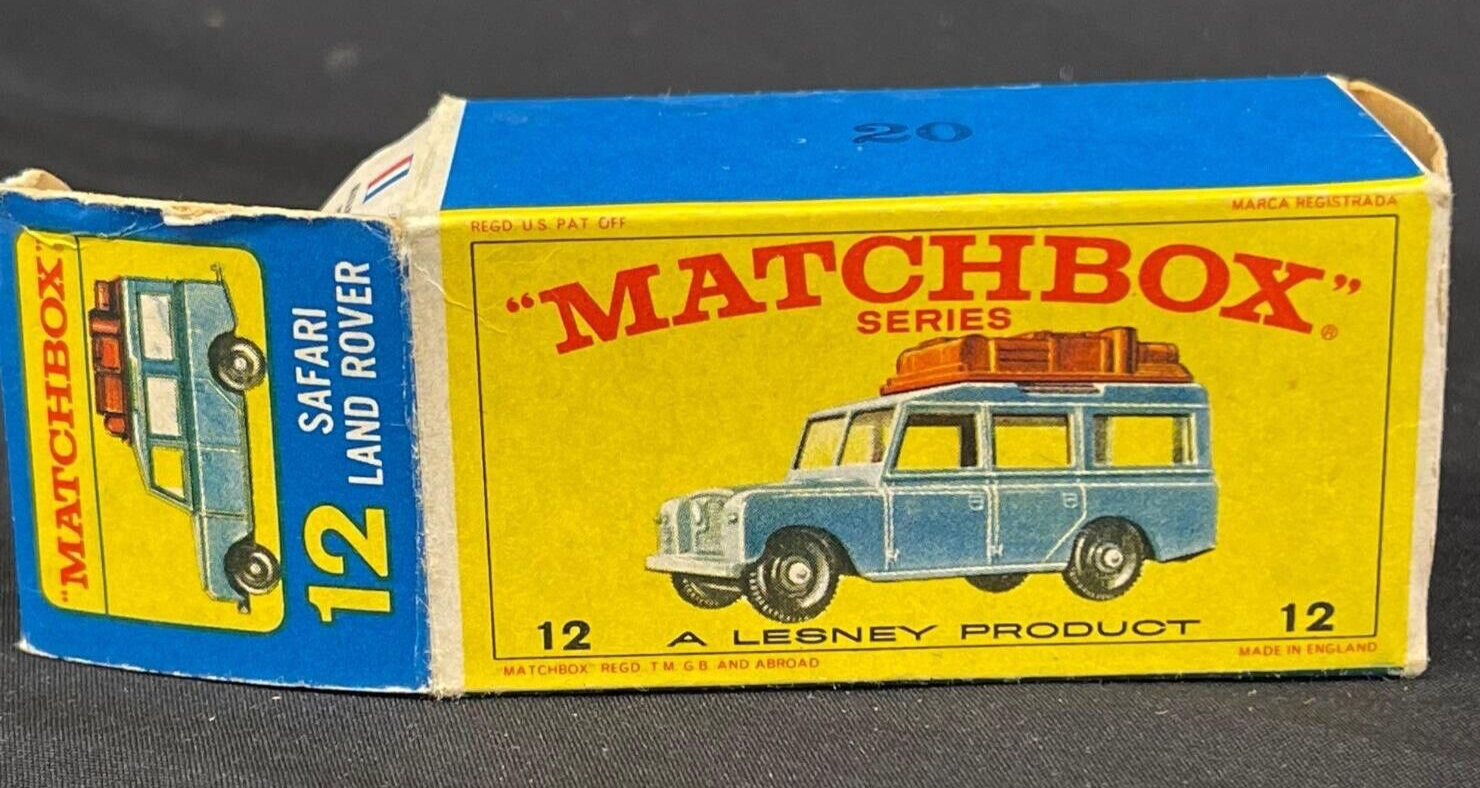 20
REGD U.S. PAT OFF
MARCA REGISTRADA
"MATCHBOX"
SERIES
®
12
A LESNEY PRODUCT
12
MATCHBOX" REGD T M G B AND ABROAD
MADE IN ENGLAND
"MATCHBOX"
12
SAFARI
LAND ROVER